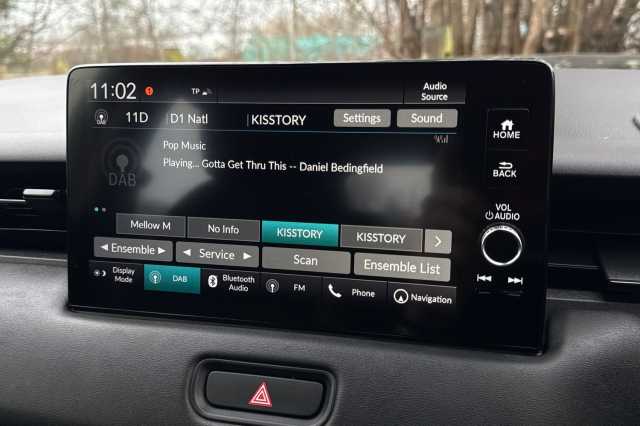 11:02 TP Audio Source
DAB 11D D1 Natl KISSTORY Settings Sound
Pop Music
Playing... Gotta Get Thru This -- Daniel Bedingfield
DAB
HOME
BACK
VOL
AUDIO
Mellow M No Info KISSTORY KISSTORY
Ensemble Service Scan Ensemble List
Display Mode DAB Bluetooth Audio FM Phone Navigation